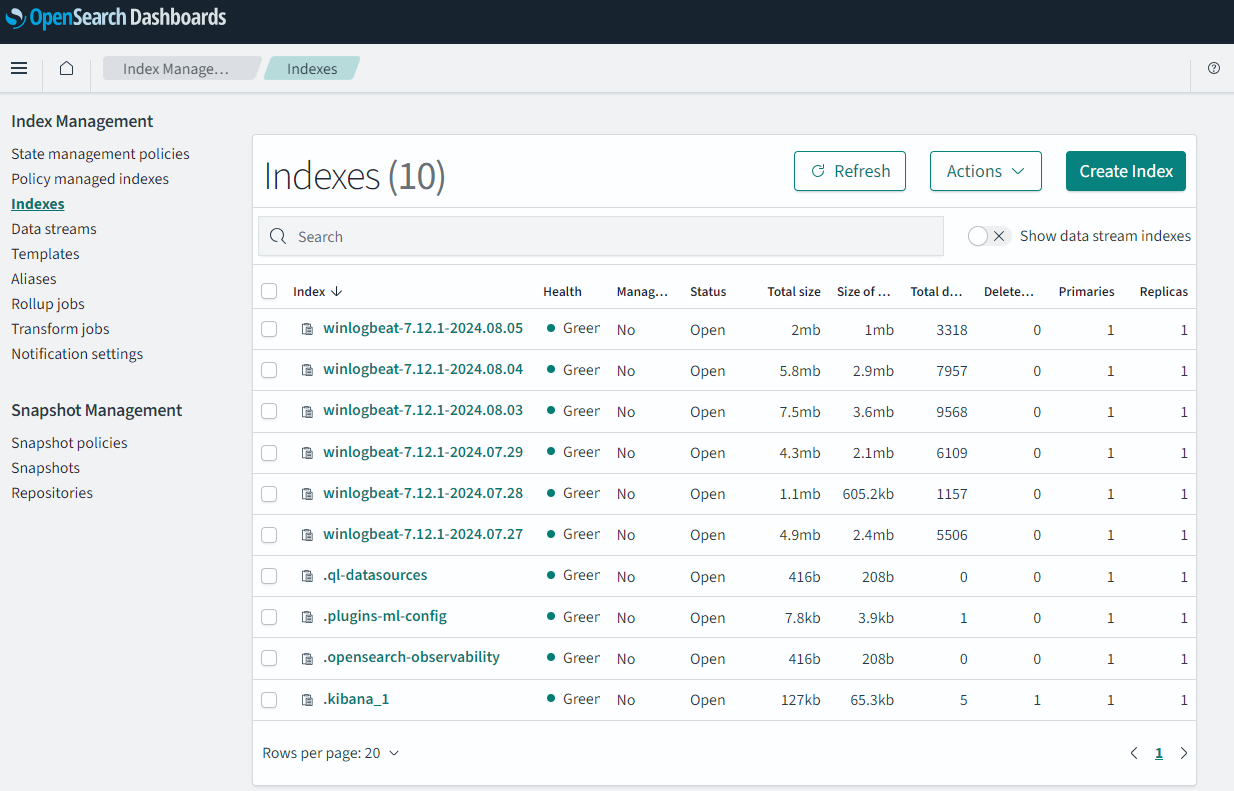 OpenSearch Dashboards
Index Manage… Indexes
Index Management
State management policies
Policy managed indexes
Indexes
Data streams
Templates
Aliases
Rollup jobs
Transform jobs
Notification settings
Snapshot Management
Snapshot policies
Snapshots
Repositories
Indexes (10) Refresh Actions Create Index
Search Show data stream indexes
Index Health Manag… Status Total size Size of … Total d… Delete… Primaries Replicas
winlogbeat-7.12.1-2024.08.05 Green No Open 2mb 1mb 3318 0 1 1
winlogbeat-7.12.1-2024.08.04 Green No Open 5.8mb 2.9mb 7957 0 1 1
winlogbeat-7.12.1-2024.08.03 Green No Open 7.5mb 3.6mb 9568 0 1 1
winlogbeat-7.12.1-2024.07.29 Green No Open 4.3mb 2.1mb 6109 0 1 1
winlogbeat-7.12.1-2024.07.28 Green No Open 1.1mb 605.2kb 1157 0 1 1
winlogbeat-7.12.1-2024.07.27 Green No Open 4.9mb 2.4mb 5506 0 1 1
.ql-datasources Green No Open 416b 208b 0 0 1 1
.plugins-ml-config Green No Open 7.8kb 3.9kb 1 0 1 1
.opensearch-observability Green No Open 416b 208b 0 0 1 1
.kibana_1 Green No Open 127kb 65.3kb 5 1 1 1
Rows per page: 20 1